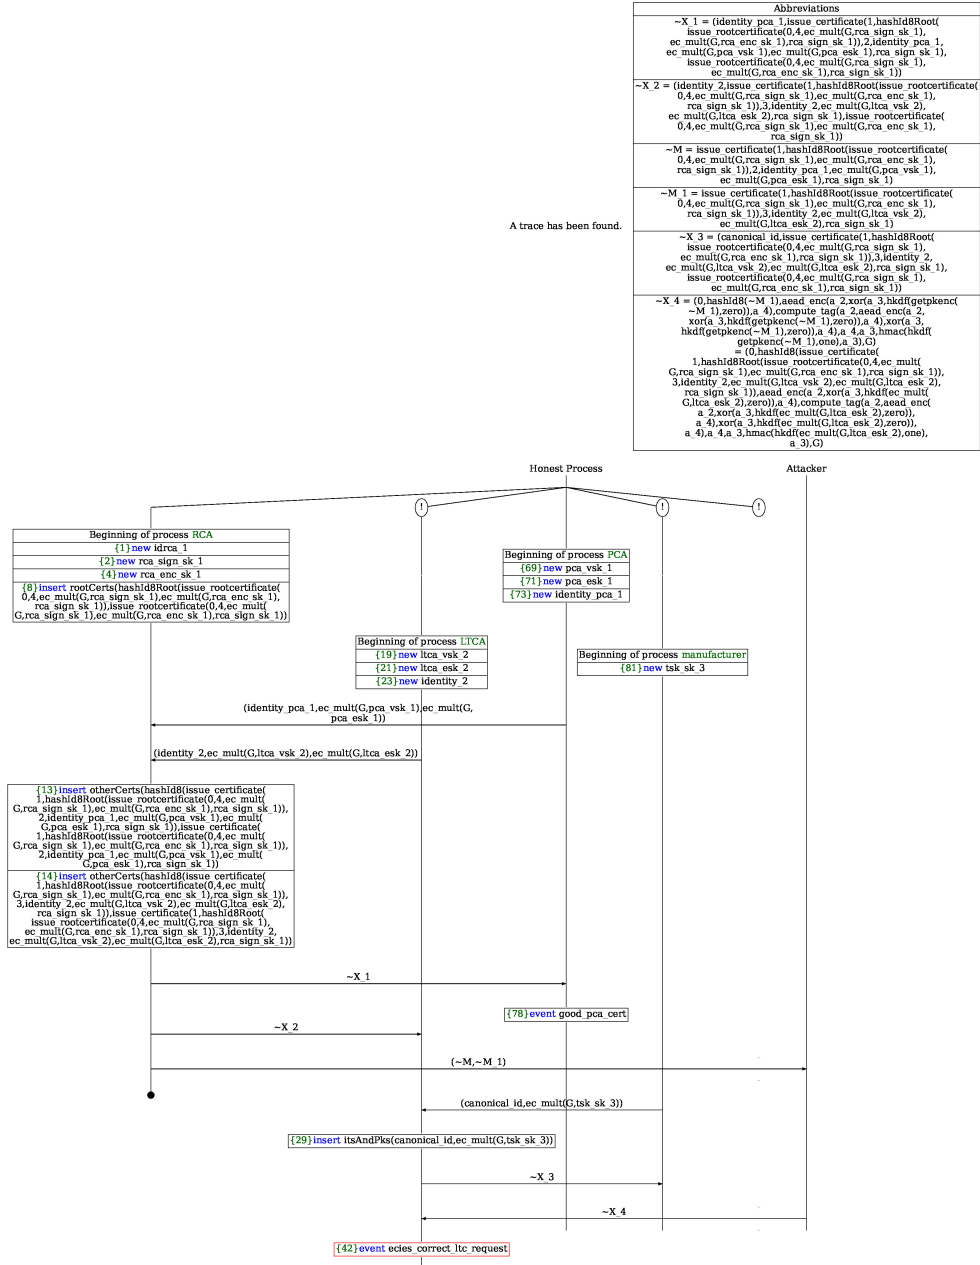 Abbreviations
~X_1 = (identity_pca_1,issue_certificate(1,hashId8Root(
issue_rootcertificate(0,4,ec_mult(G,rca_sign_sk_1),
ec_mult(G,rca_enc_sk_1),rca_sign_sk_1)),2,identity_pca_1,
ec_mult(G,pca_vsk_1),ec_mult(G,pca_esk_1),rca_sign_sk_1),
issue_rootcertificate(0,4,ec_mult(G,rca_sign_sk_1),
ec_mult(G,rca_enc_sk_1),rca_sign_sk_1))
~X_2 = (identity_2,issue_certificate(1,hashId8Root(issue_rootcertificate(
0,4,ec_mult(G,rca_sign_sk_1),ec_mult(G,rca_enc_sk_1),
rca_sign_sk_1)),3,identity_2,ec_mult(G,ltca_vsk_2),
ec_mult(G,ltca_esk_2),rca_sign_sk_1),issue_rootcertificate(
0,4,ec_mult(G,rca_sign_sk_1),ec_mult(G,rca_enc_sk_1),
rca_sign_sk_1))
~M = issue_certificate(1,hashId8Root(issue_rootcertificate(
0,4,ec_mult(G,rca_sign_sk_1),ec_mult(G,rca_enc_sk_1),
rca_sign_sk_1)),2,identity_pca_1,ec_mult(G,pca_vsk_1),
ec_mult(G,pca_esk_1),rca_sign_sk_1)
~M_1 = issue_certificate(1,hashId8Root(issue_rootcertificate(
0,4,ec_mult(G,rca_sign_sk_1),ec_mult(G,rca_enc_sk_1),
rca_sign_sk_1)),3,identity_2,ec_mult(G,ltca_vsk_2),
ec_mult(G,ltca_esk_2),rca_sign_sk_1)
A trace has been found.
~X_3 = (canonical_id,issue_certificate(1,hashId8Root(
issue_rootcertificate(0,4,ec_mult(G,rca_sign_sk_1),
ec_mult(G,rca_enc_sk_1),rca_sign_sk_1)),3,identity_2,
ec_mult(G,ltca_vsk_2),ec_mult(G,ltca_esk_2),rca_sign_sk_1),
issue_rootcertificate(0,4,ec_mult(G,rca_sign_sk_1),
ec_mult(G,rca_enc_sk_1),rca_sign_sk_1))
~X_4 = (0,hashId8(~M_1),aead_enc(a_2,xor(a_3,hkdf(getpkenc(
~M_1),zero)),a_4),compute_tag(a_2,aead_enc(a_2,
xor(a_3,hkdf(getpkenc(~M_1),zero)),a_4),xor(a_3,
hkdf(getpkenc(~M_1),zero)),a_4),a_4,a_3,hmac(hkdf(
getpkenc(~M_1),one),a_3),G)
= (0,hashId8(issue_certificate(
1,hashId8Root(issue_rootcertificate(0,4,ec_mult(
G,rca_sign_sk_1),ec_mult(G,rca_enc_sk_1),rca_sign_sk_1)),
3,identity_2,ec_mult(G,ltca_vsk_2),ec_mult(G,ltca_esk_2),
rca_sign_sk_1)),aead_enc(a_2,xor(a_3,hkdf(ec_mult(
G,ltca_esk_2),zero)),a_4),compute_tag(a_2,aead_enc(
a_2,xor(a_3,hkdf(ec_mult(G,ltca_esk_2),zero)),
a_4),xor(a_3,hkdf(ec_mult(G,ltca_esk_2),zero)),
a_4),a_4,a_3,hmac(hkdf(ec_mult(G,ltca_esk_2),one),
a_3),G)
Honest Process
Attacker
!
!
!
Beginning of process RCA
{1}new idrca_1
{2}new rca_sign_sk_1
{4}new rca_enc_sk_1
{8}insert rootCerts(hashId8Root(issue_rootcertificate(
0,4,ec_mult(G,rca_sign_sk_1),ec_mult(G,rca_enc_sk_1),
rca_sign_sk_1)),issue_rootcertificate(0,4,ec_mult(
G,rca_sign_sk_1),ec_mult(G,rca_enc_sk_1),rca_sign_sk_1))
Beginning of process PCA
{69}new pca_vsk_1
{71}new pca_esk_1
{73}new identity_pca_1
Beginning of process LTCA
{19}new ltca_vsk_2
{21}new ltca_esk_2
{23}new identity_2
Beginning of process manufacturer
{81}new tsk_sk_3
(identity_pca_1,ec_mult(G,pca_vsk_1),ec_mult(G,
pca_esk_1))
(identity_2,ec_mult(G,ltca_vsk_2),ec_mult(G,ltca_esk_2))
{13}insert otherCerts(hashId8(issue_certificate(
1,hashId8Root(issue_rootcertificate(0,4,ec_mult(
G,rca_sign_sk_1),ec_mult(G,rca_enc_sk_1),rca_sign_sk_1)),
2,identity_pca_1,ec_mult(G,pca_vsk_1),ec_mult(
G,pca_esk_1),rca_sign_sk_1)),issue_certificate(
1,hashId8Root(issue_rootcertificate(0,4,ec_mult(
G,rca_sign_sk_1),ec_mult(G,rca_enc_sk_1),rca_sign_sk_1)),
2,identity_pca_1,ec_mult(G,pca_vsk_1),ec_mult(
G,pca_esk_1),rca_sign_sk_1))
{14}insert otherCerts(hashId8(issue_certificate(
1,hashId8Root(issue_rootcertificate(0,4,ec_mult(
G,rca_sign_sk_1),ec_mult(G,rca_enc_sk_1),rca_sign_sk_1)),
3,identity_2,ec_mult(G,ltca_vsk_2),ec_mult(G,ltca_esk_2),
rca_sign_sk_1)),issue_certificate(1,hashId8Root(
issue_rootcertificate(0,4,ec_mult(G,rca_sign_sk_1),
ec_mult(G,rca_enc_sk_1),rca_sign_sk_1)),3,identity_2,
ec_mult(G,ltca_vsk_2),ec_mult(G,ltca_esk_2),rca_sign_sk_1))
~X_1
{78}event good_pca_cert
~X_2
(~M,~M_1)
(canonical_id,ec_mult(G,tsk_sk_3))
{29}insert itsAndPks(canonical_id,ec_mult(G,tsk_sk_3))
~X_3
~X_4
{42}event ecies_correct_ltc_request